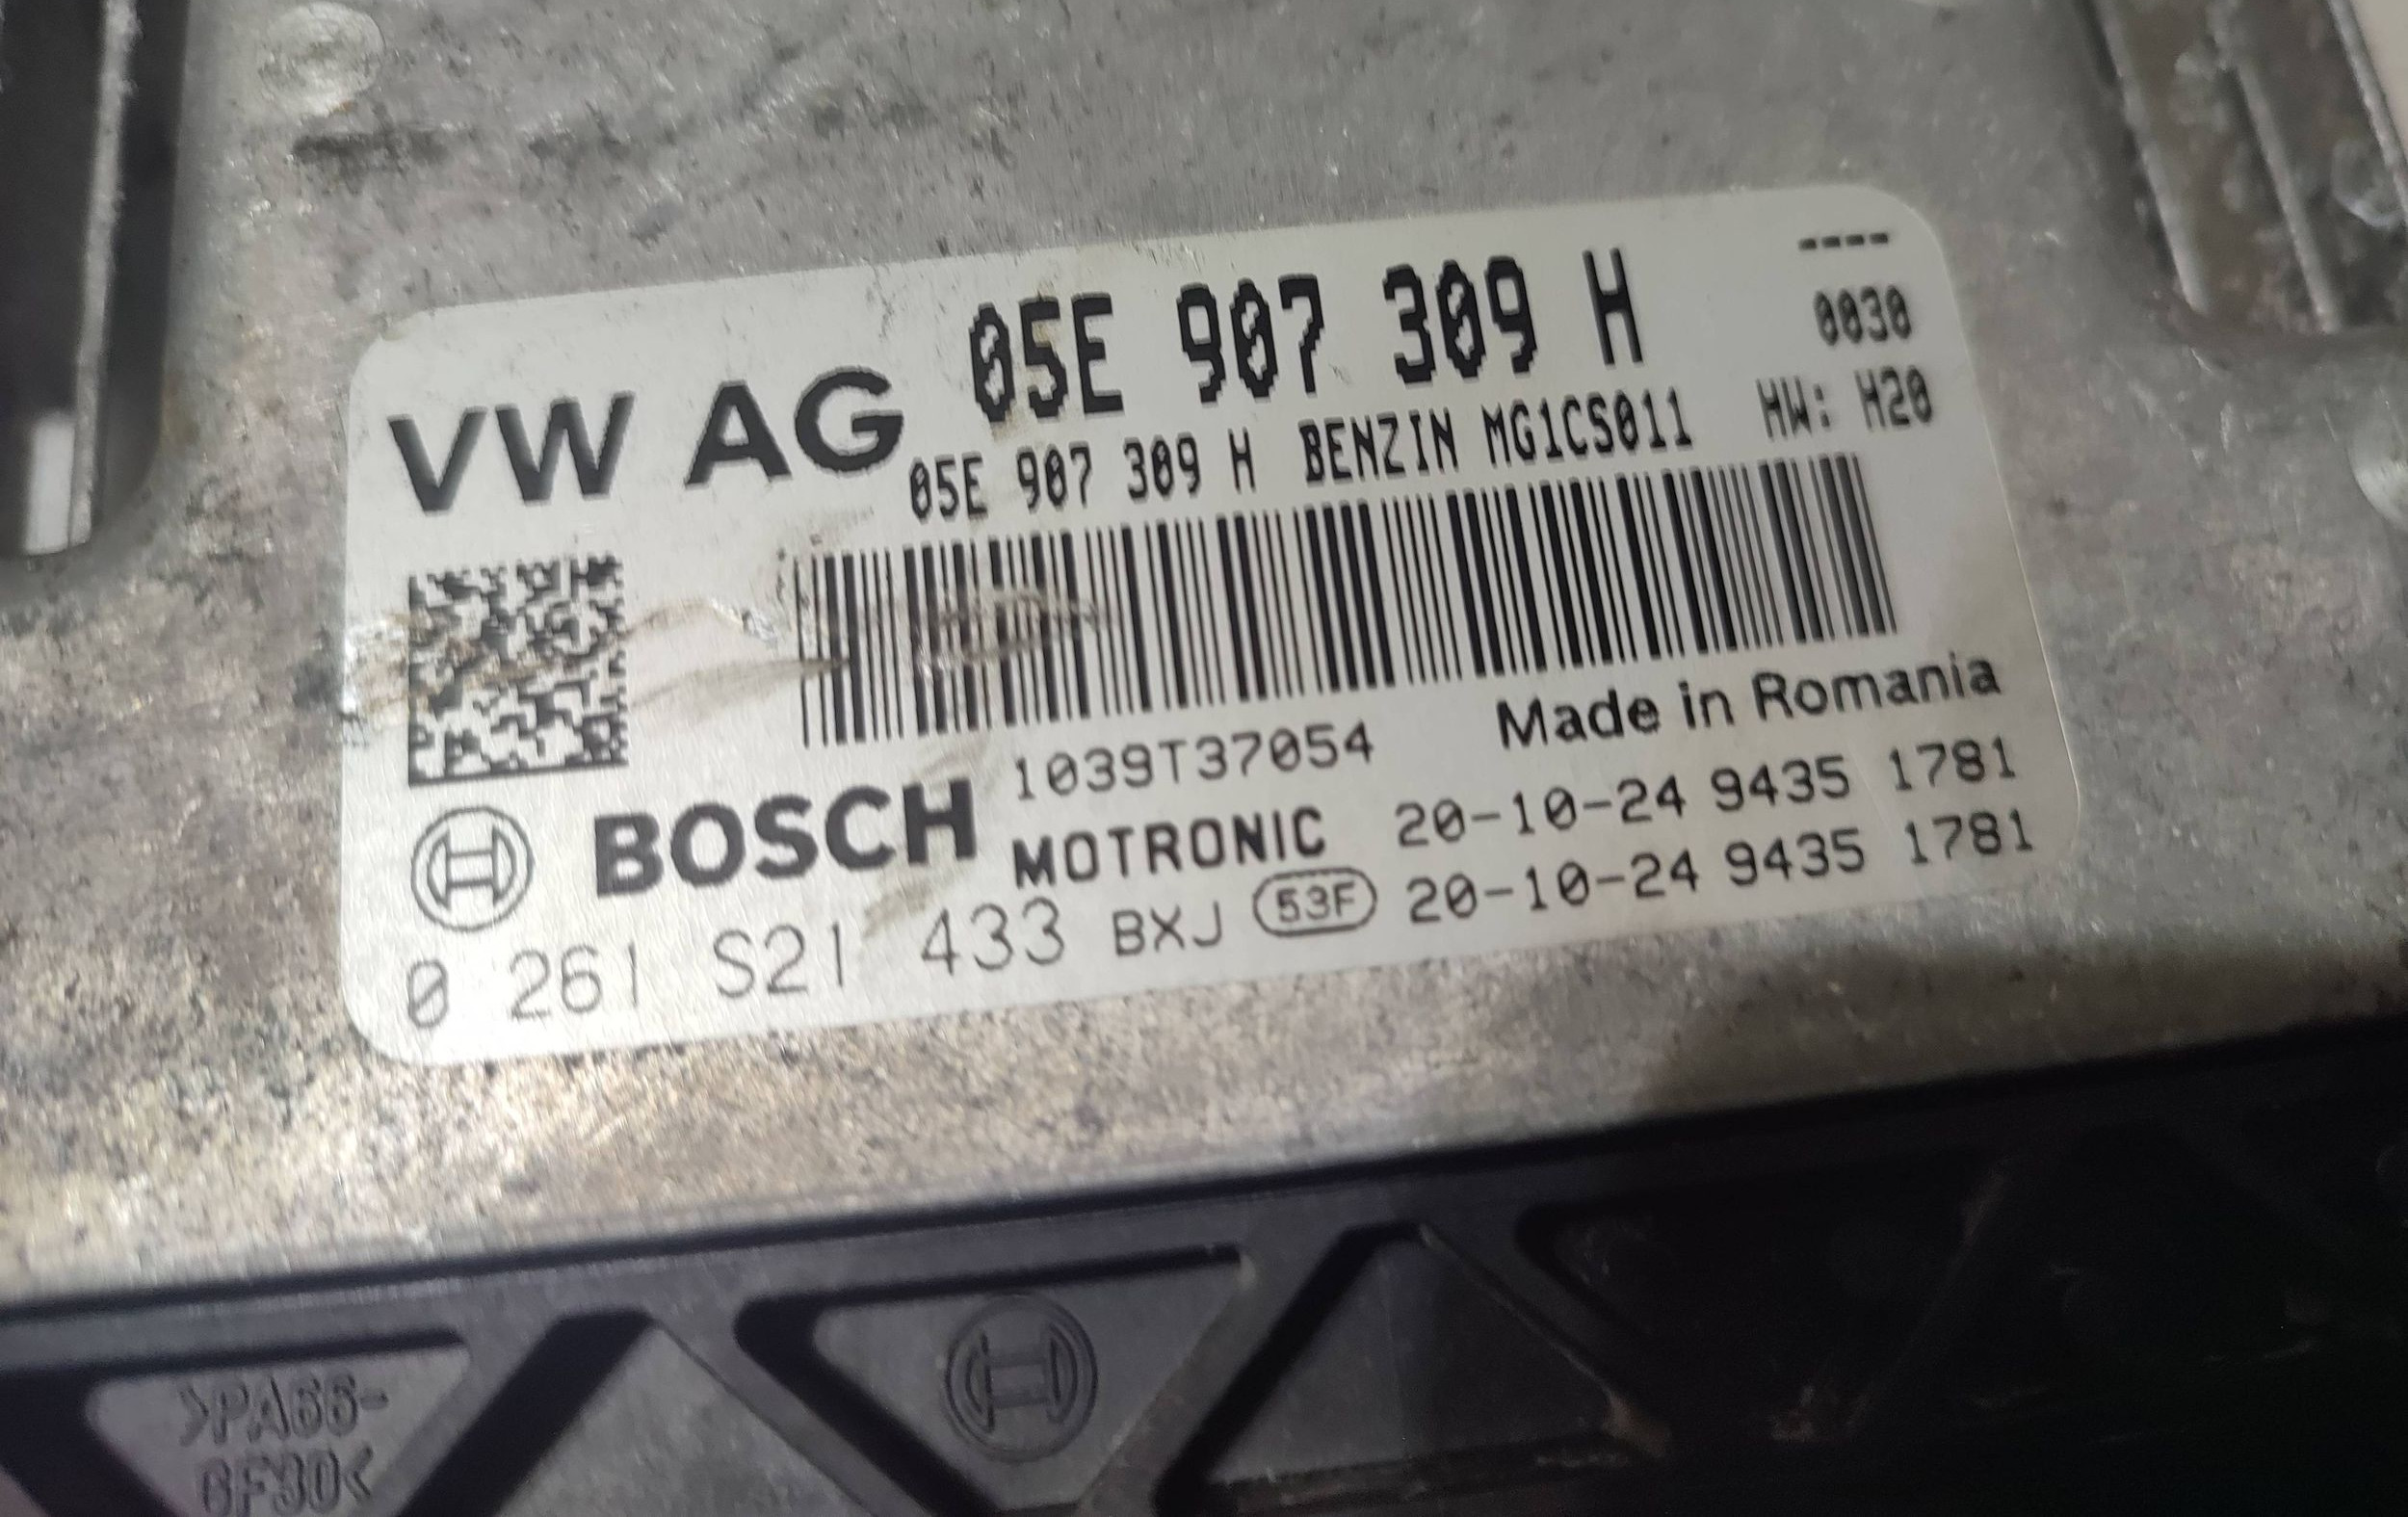 ----
VW AG 05E 907 309 H 0030
05E 907 309 H BENZIN MG1CS011 HW: H20
Made in Romania
1039T37054
BOSCH MOTRONIC 20-10-24 9435 1781
0 261 S21 433 BXJ 53F 20-10-24 9435 1781
>PA66-
GF30<